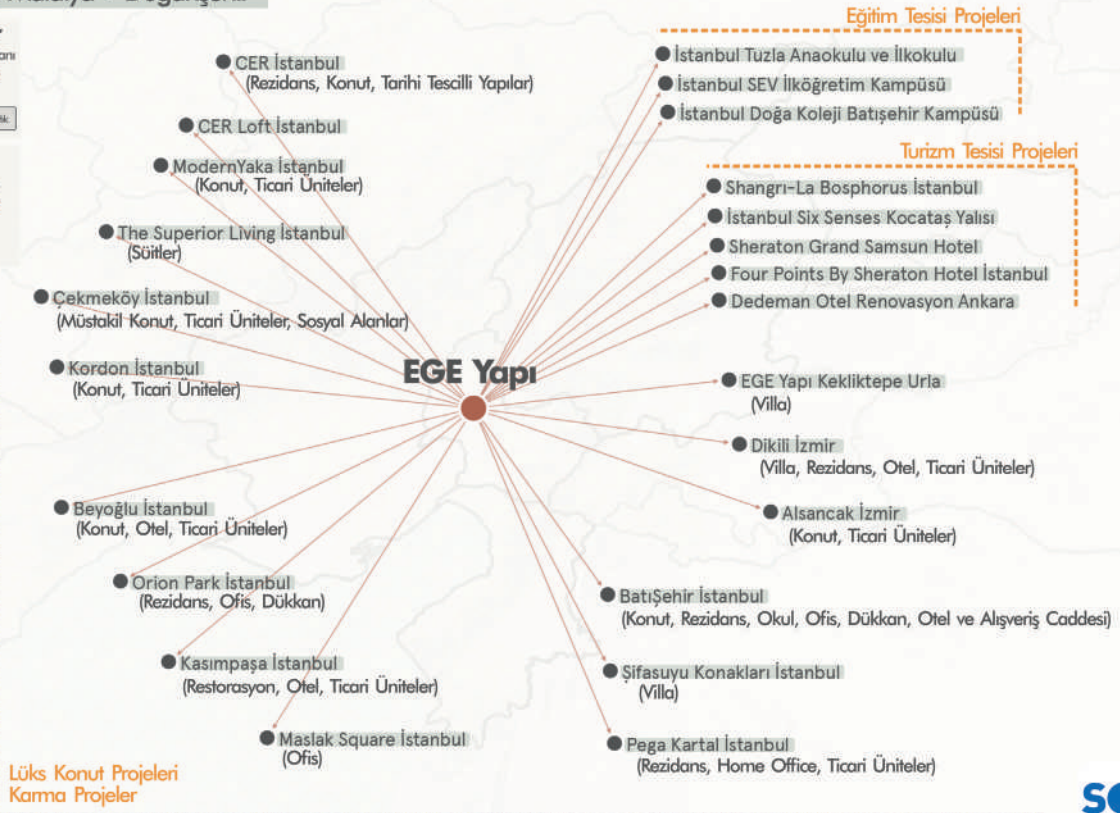 Eğitim Tesisi Projeleri
İstanbul Tuzla Anaokulu ve İlkokulu
İstanbul SEV İlköğretim Kampüsü
İstanbul Doğa Koleji Batışehir Kampüsü
Turizm Tesisi Projeleri
Shangrı-La Bosphorus İstanbul
İstanbul Six Senses Kocataş Yalısı
Sheraton Grand Samsun Hotel
Four Points By Sheraton Hotel İstanbul
Dedeman Otel Renovasyon Ankara
CER İstanbul
(Rezidans, Konut, Tarihi Tescilli Yapılar)
CER Loft İstanbul
ModernYaka İstanbul
(Konut, Ticari Üniteler)
The Superior Living İstanbul
(Süitler)
Çekmeköy İstanbul
(Müstakil Konut, Ticari Üniteler, Sosyal Alanlar)
Kordon İstanbul
(Konut, Ticari Üniteler)
EGE Yapı
EGE Yapı Kekliktepe Urla
(Villa)
Dikili İzmir
(Villa, Rezidans, Otel, Ticari Üniteler)
Alsancak İzmir
(Konut, Ticari Üniteler)
Beyoğlu İstanbul
(Konut, Otel, Ticari Üniteler)
Orion Park İstanbul
(Rezidans, Ofis, Dükkan)
Kasımpaşa İstanbul
(Restorasyon, Otel, Ticari Üniteler)
Maslak Square İstanbul
(Ofis)
BatıŞehir İstanbul
(Konut, Rezidans, Okul, Ofis, Dükkan, Otel ve Alışveriş Caddesi)
Şifasuyu Konakları İstanbul
(Villa)
Pega Kartal İstanbul
(Rezidans, Home Office, Ticari Üniteler)
Lüks Konut Projeleri
Karma Projeler